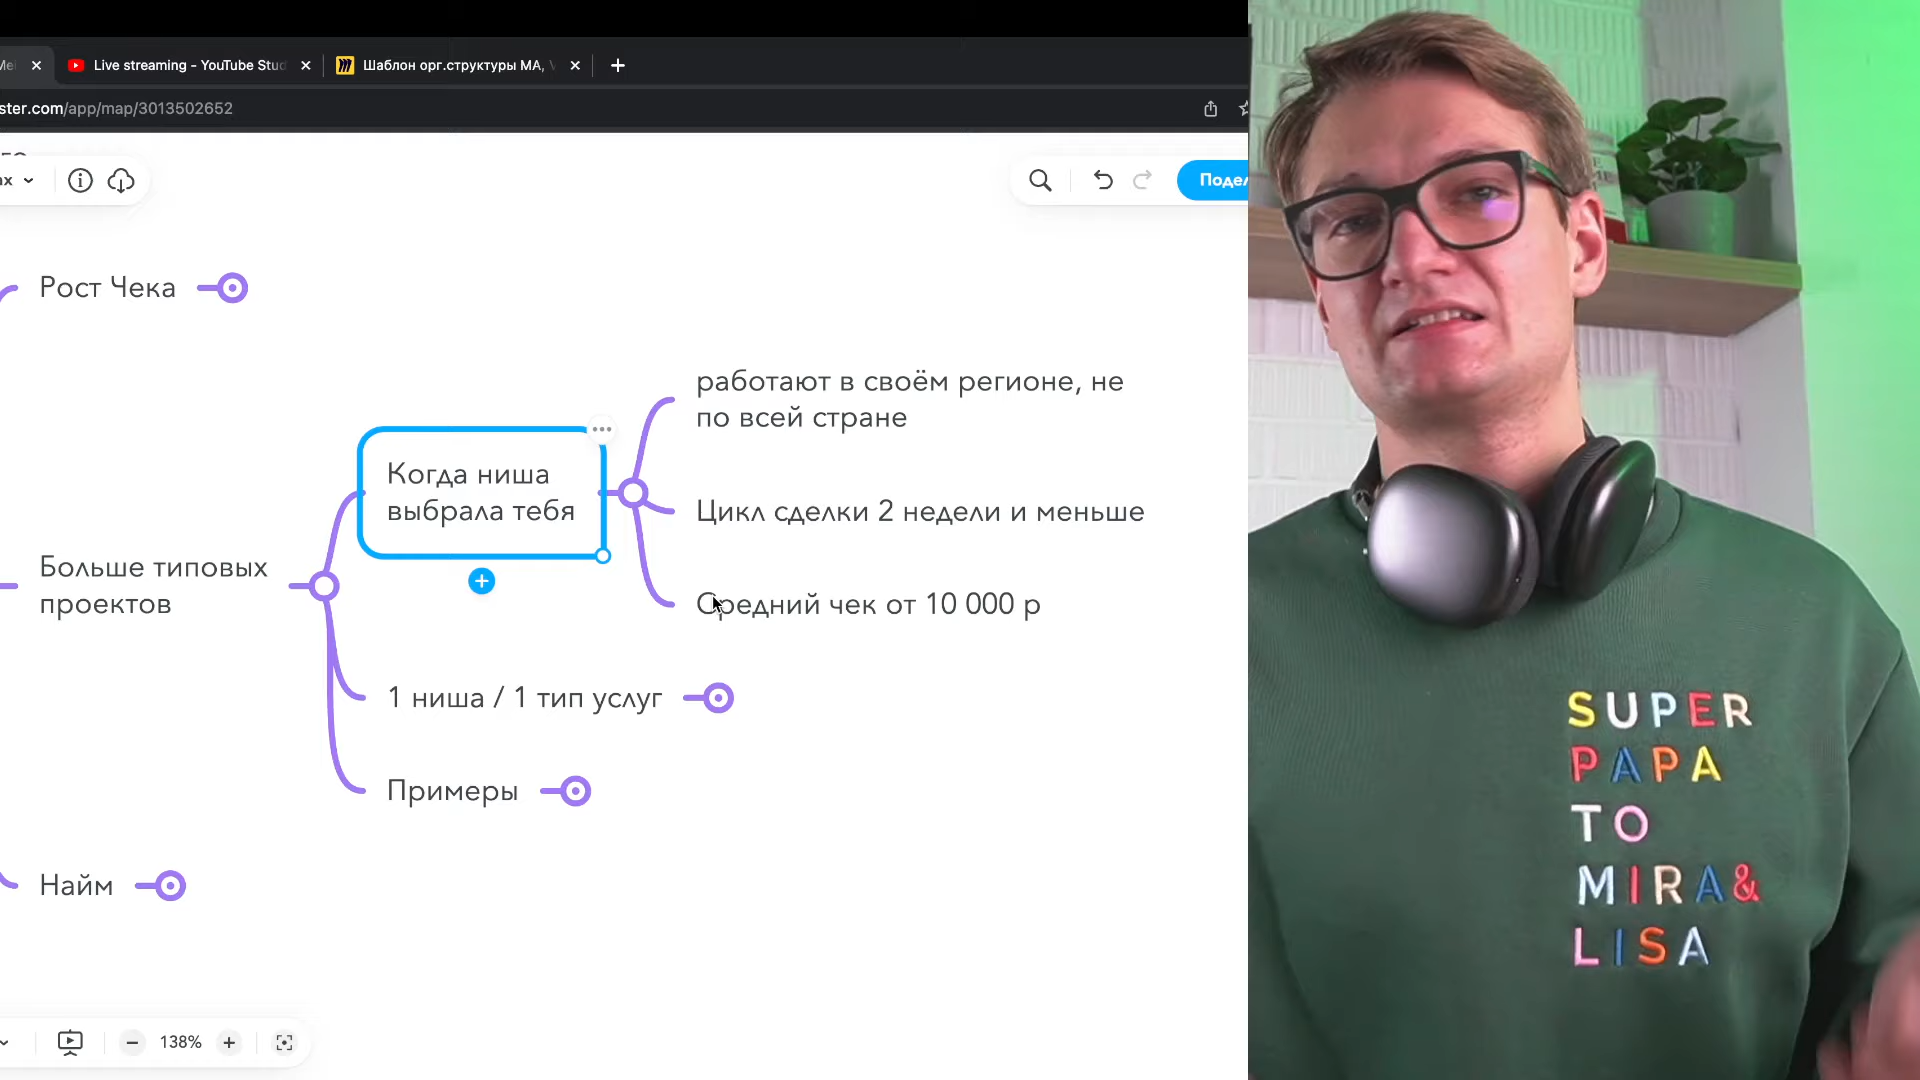 Live streaming - YouTube Stud
Шаблон орг.структуры МА, V
ster.com/app/map/3013502652
Подел
Рост Чека
работают в своём регионе, не
по всей стране
Когда ниша
выбрала тебя
Цикл сделки 2 недели и меньше
Средний чек от 10 000 р
Больше типовых
проектов
1 ниша / 1 тип услуг
Примеры
Найм
138%
SUPER
PAPA
TO
MIRA&
LISA